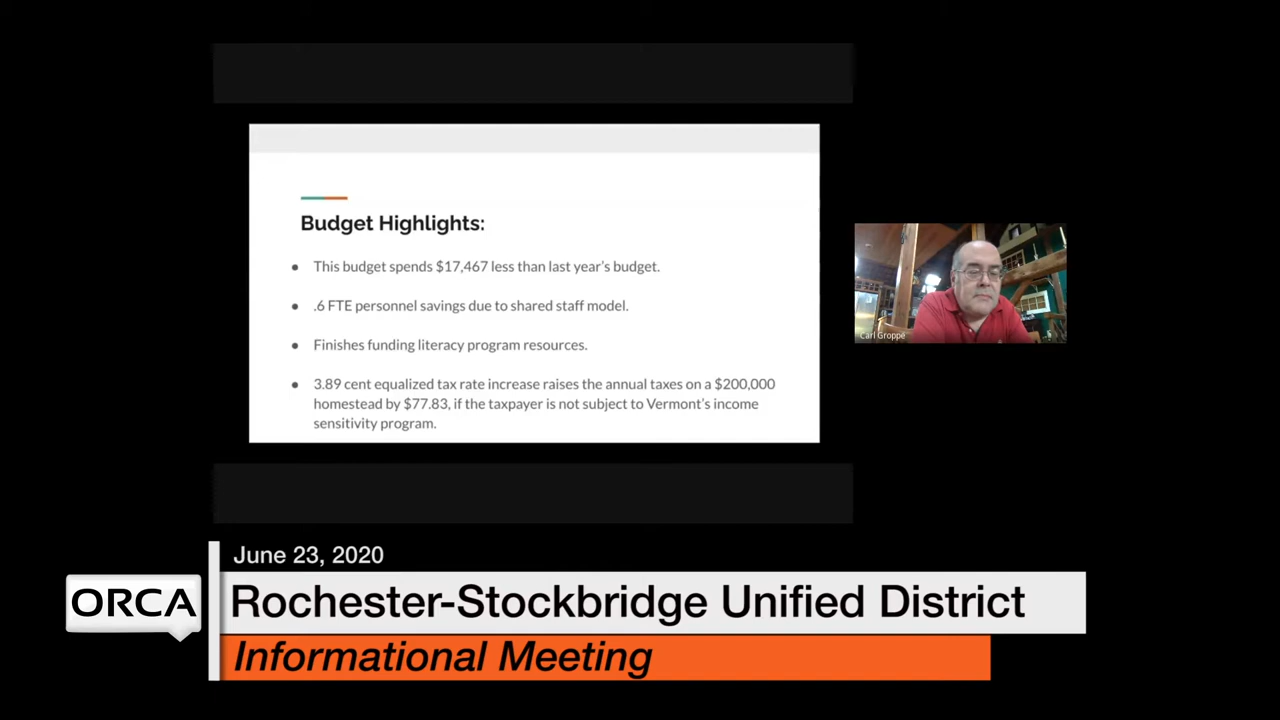 Budget Highlights:
● This budget spends $17,467 less than last year's budget.
● .6 FTE personnel savings due to shared staff model.
● Finishes funding literacy program resources.
● 3.89 cent equalized tax rate increase raises the annual taxes on a $200,000
homestead by $77.83, if the taxpayer is not subject to Vermont's income
sensitivity program.
Carl Groppe
June 23, 2020
ORCA
Rochester-Stockbridge Unified District
Informational Meeting